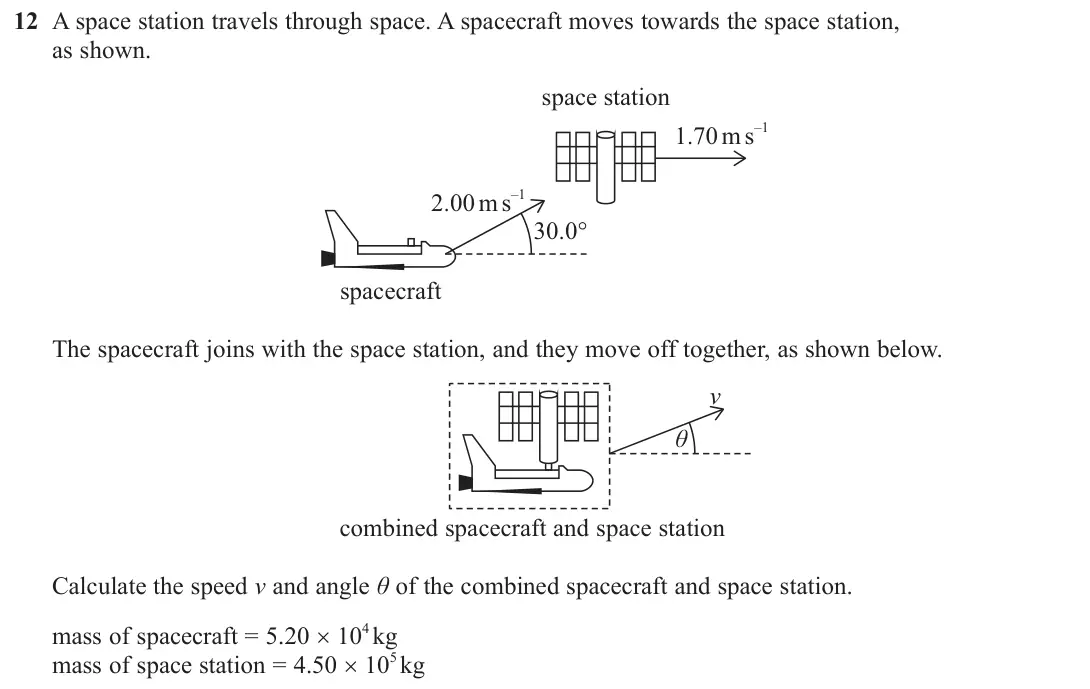 12 A space station travels through space. A spacecraft moves towards the space station,
as shown.
space station
1.70 m s⁻¹
2.00 m s⁻¹
30.0°
spacecraft
The spacecraft joins with the space station, and they move off together, as shown below.
v
θ
combined spacecraft and space station
Calculate the speed v and angle θ of the combined spacecraft and space station.
mass of spacecraft = 5.20 × 10⁴ kg
mass of space station = 4.50 × 10⁵ kg